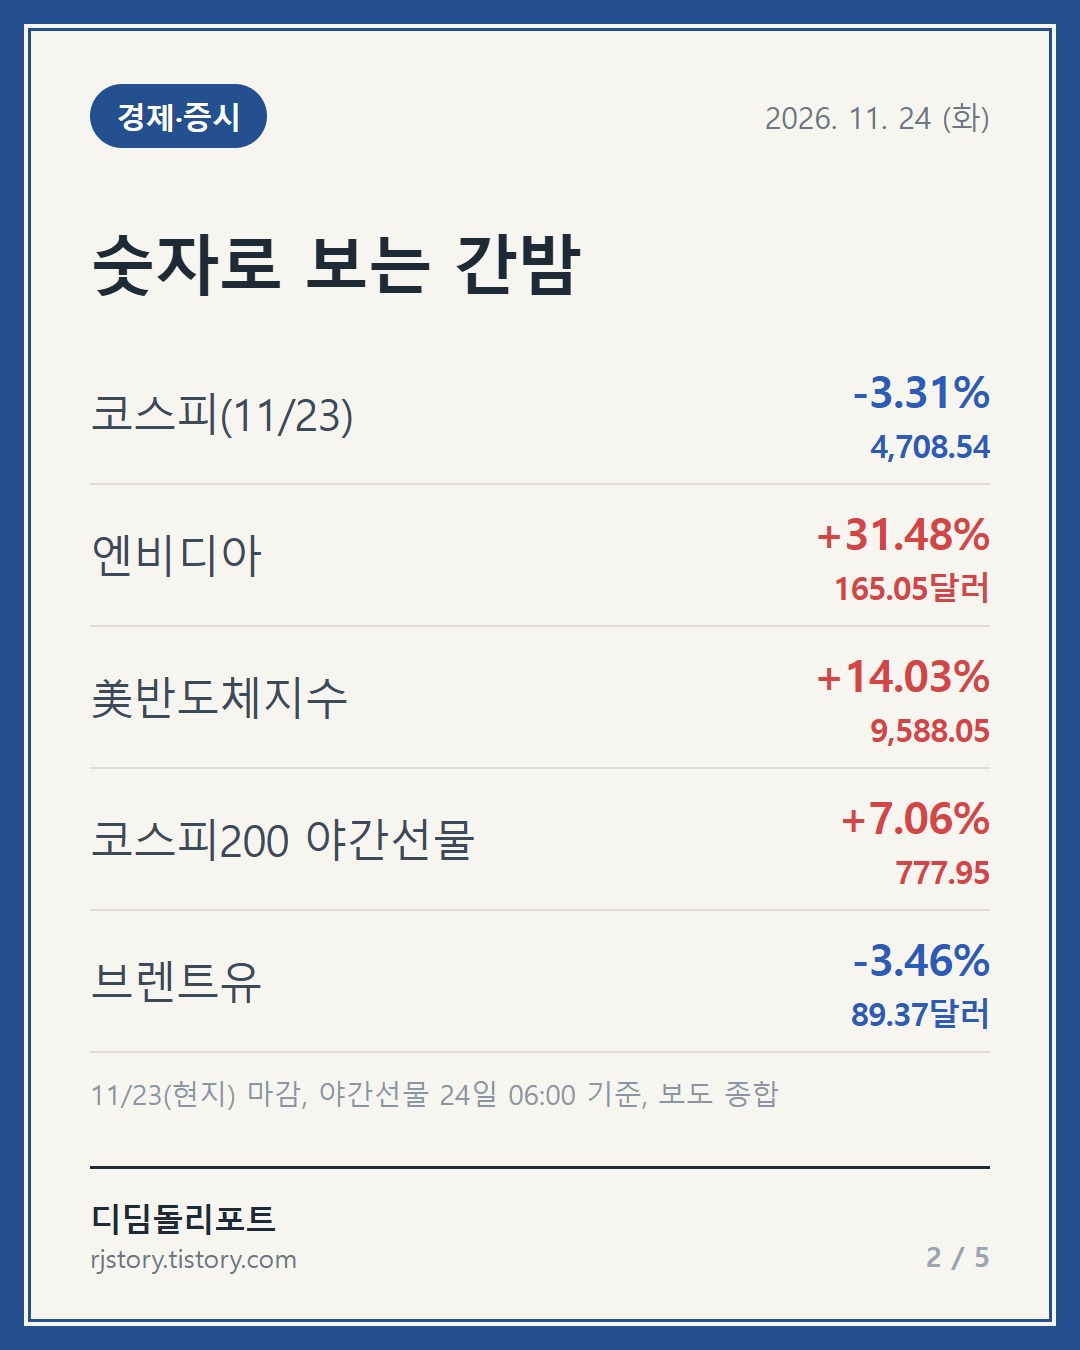 경제·증시
2026. 11. 24 (화)
숫자로 보는 간밤
코스피(11/23)
-3.31%
4,708.54
엔비디아
+31.48%
165.05달러
美반도체지수
+14.03%
9,588.05
코스피200 야간선물
+7.06%
777.95
브렌트유
-3.46%
89.37달러
11/23(현지) 마감, 야간선물 24일 06:00 기준, 보도 종합
디딤돌리포트
rjstory.tistory.com
2 / 5